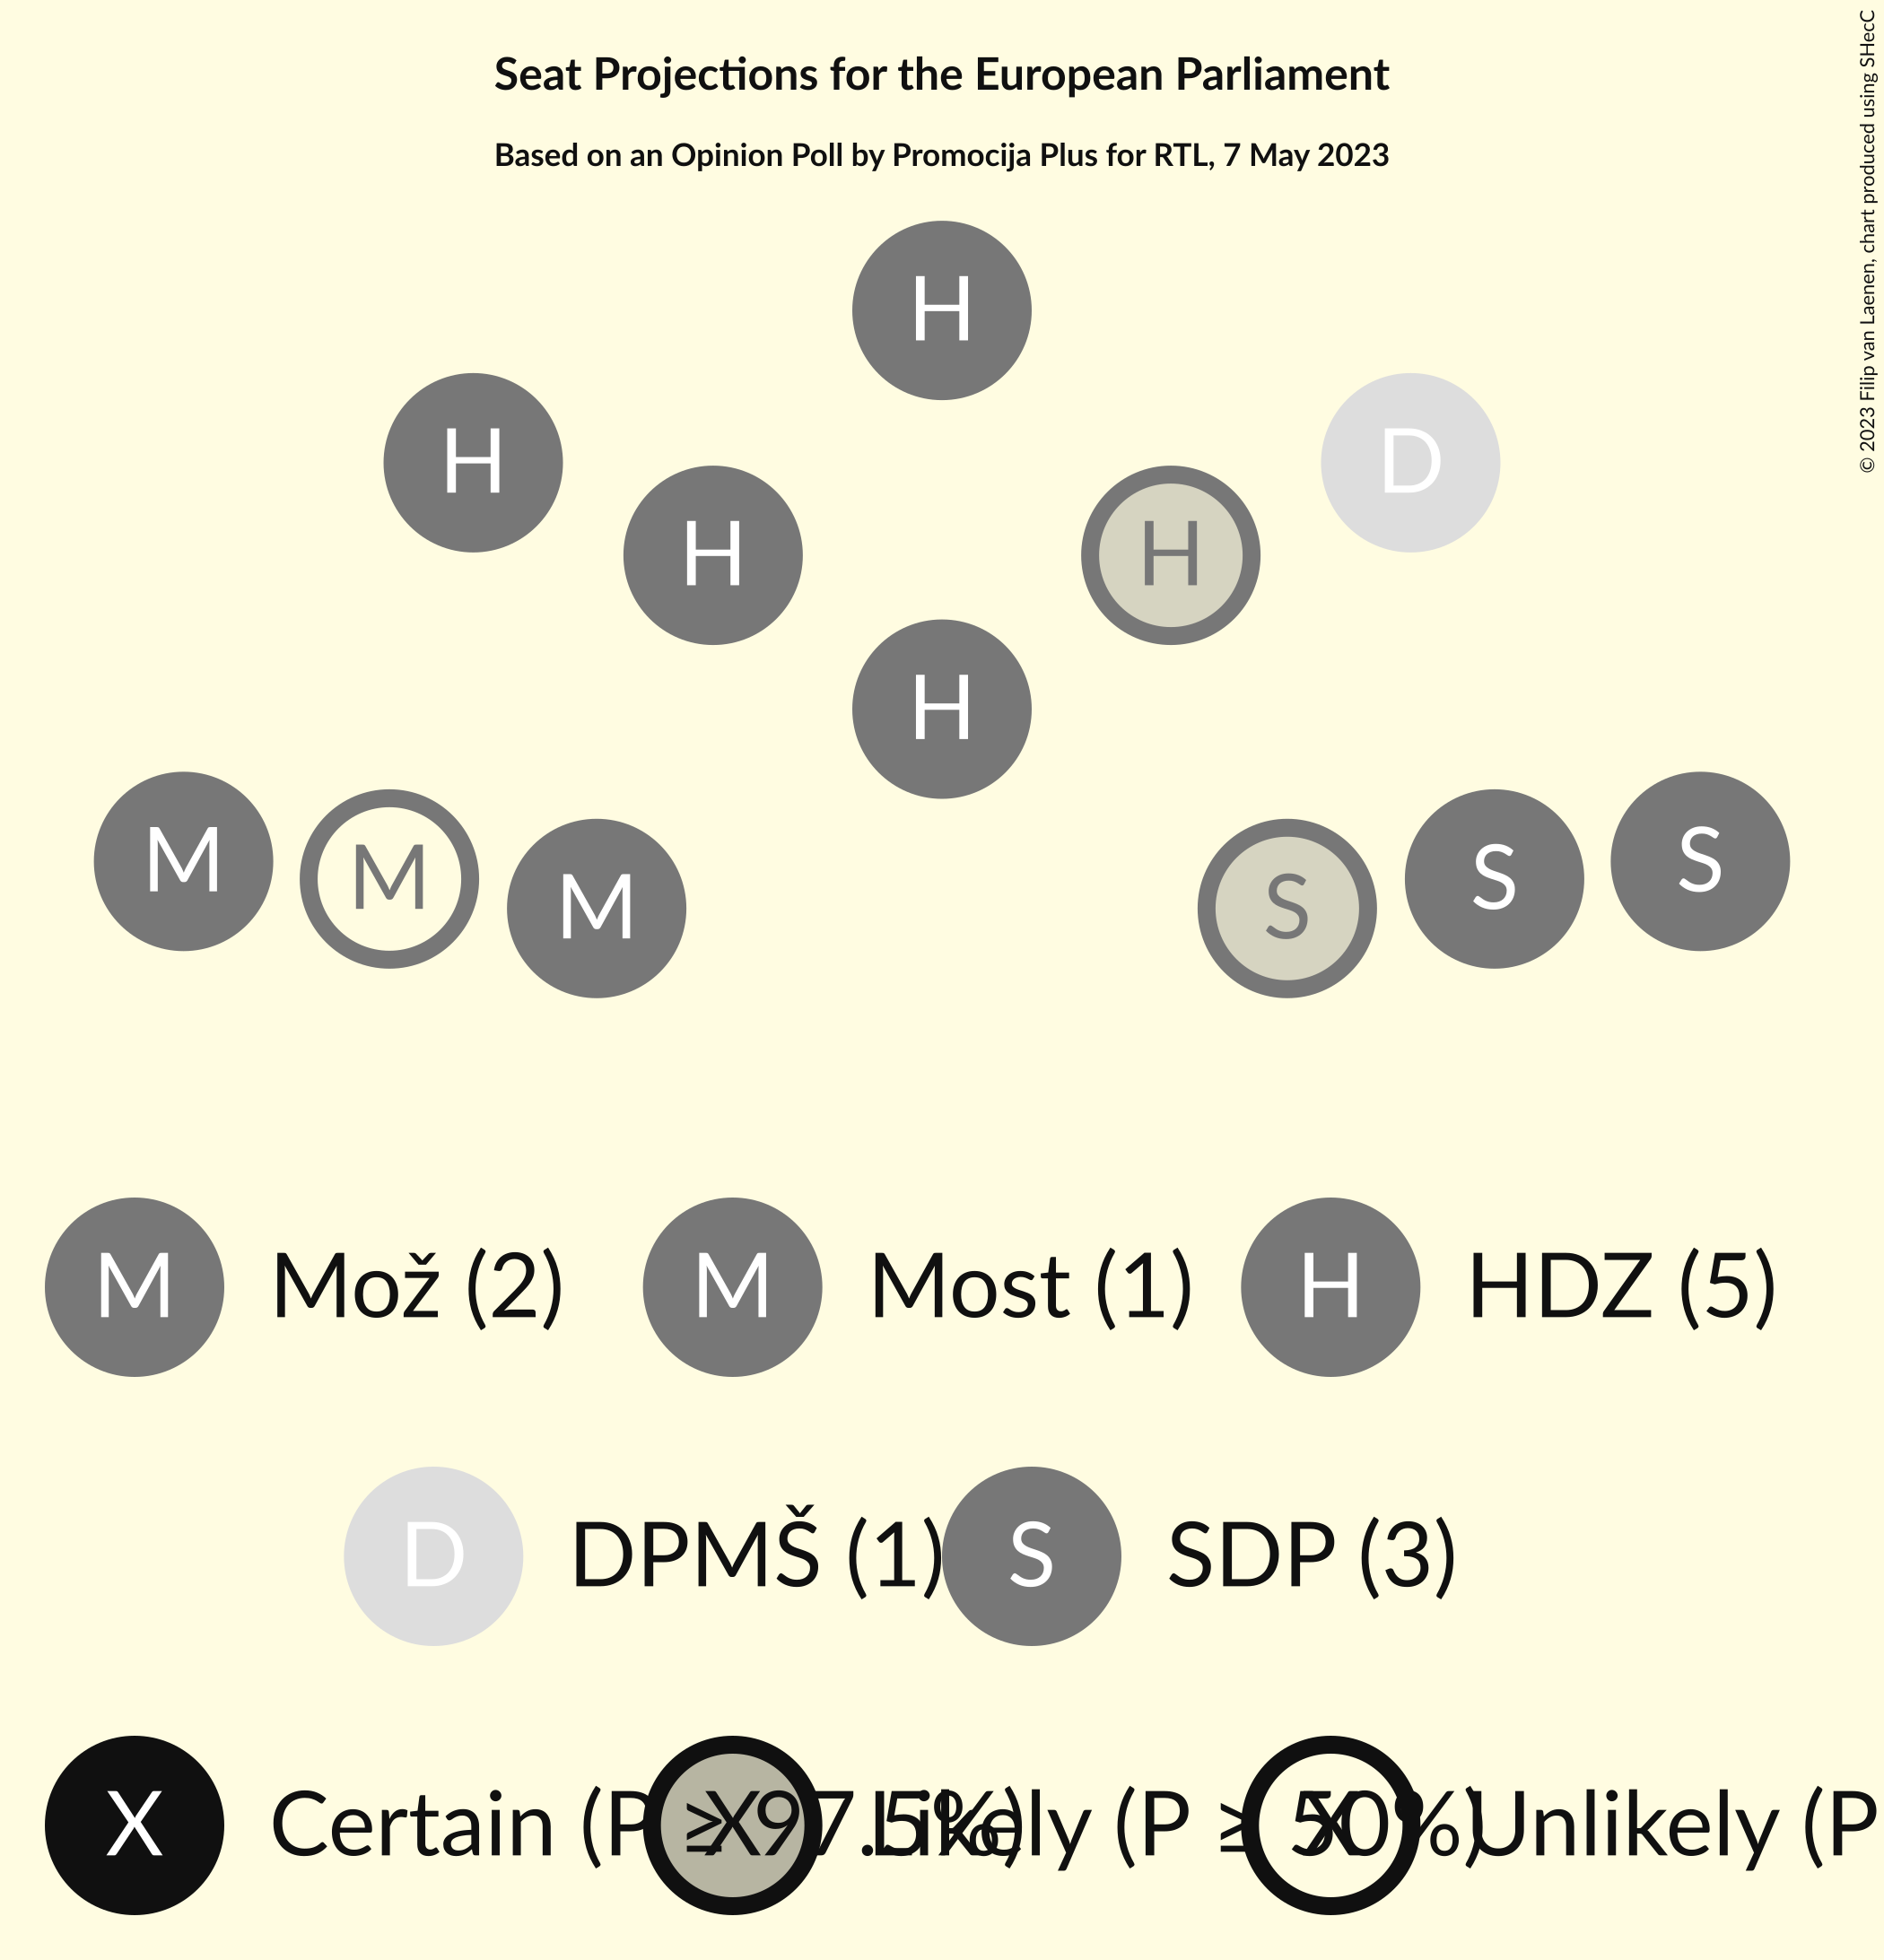 Seat Projections for the European Parliament
Based on an Opinion Poll by Promocija Plus for RTL, 7 May 2023
© 2023 Filip van Laenen, chart produced using SHecC
H
H
D
H
H
H
M
M
M
S
S
S
M Mož (2) M Most (1) H HDZ (5)
D DPMŠ (1) S SDP (3)
X Certain (P ≥ 97.5%) X Likely (P ≥ 50%) X Unlikely (P